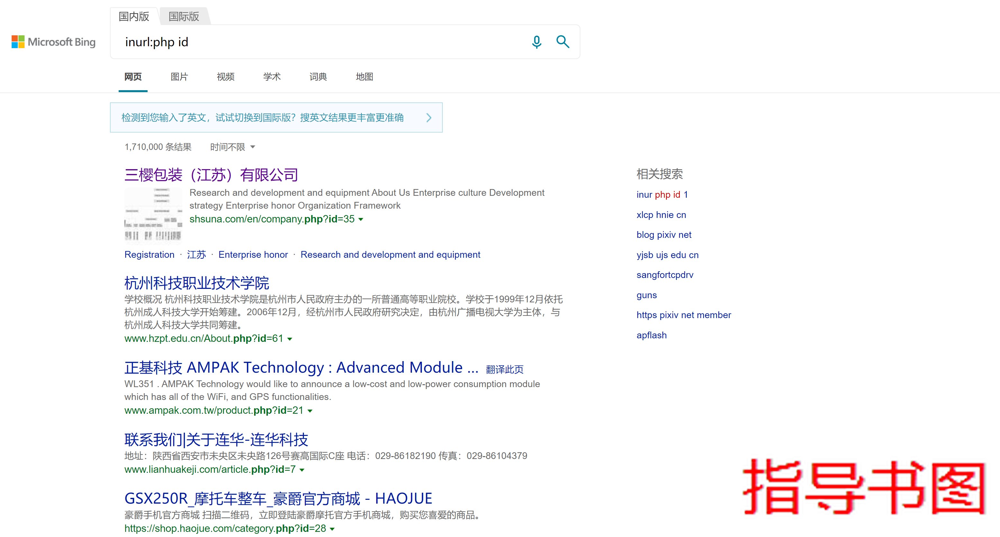 国内版 国际版
Microsoft Bing
inurl:php id
网页 图片 视频 学术 词典 地图
检测到您输入了英文，试试切换到国际版？搜英文结果更丰富更准确
1,710,000 条结果 时间不限
三樱包装（江苏）有限公司
Research and development and equipment About Us Enterprise culture Development
strategy Enterprise honor Organization Framework
shsuna.com/en/company.php?id=35
Registration · 江苏 · Enterprise honor · Research and development and equipment
杭州科技职业技术学院
学校概况 杭州科技职业技术学院是杭州市人民政府主办的一所普通高等职业院校。学校于1999年12月依托
杭州成人科技大学开始筹建。2006年12月，经杭州市人民政府研究决定，由杭州广播电视大学为主体，与
杭州成人科技大学共同筹建。
www.hzpt.edu.cn/About.php?id=61
正基科技 AMPAK Technology : Advanced Module ... 翻译此页
WL351 . AMPAK Technology would like to announce a low-cost and low-power consumption module
which has all of the WiFi, and GPS functionalities.
www.ampak.com.tw/product.php?id=21
联系我们|关于连华-连华科技
地址：陕西省西安市未央区未央路126号赛高国际C座 电话：029-86182190 传真：029-86104379
www.lianhuakeji.com/article.php?id=7
GSX250R_摩托车整车_豪爵官方商城 - HAOJUE
豪爵手机官方商城 扫描二维码，立即登陆豪爵摩托官方手机商城，购买您喜爱的商品。
https://shop.haojue.com/category.php?id=28
相关搜索
inur php id 1
xlcp hnie cn
blog pixiv net
yjsb ujs edu cn
sangfortcpdrv
guns
https pixiv net member
apflash
指导书图